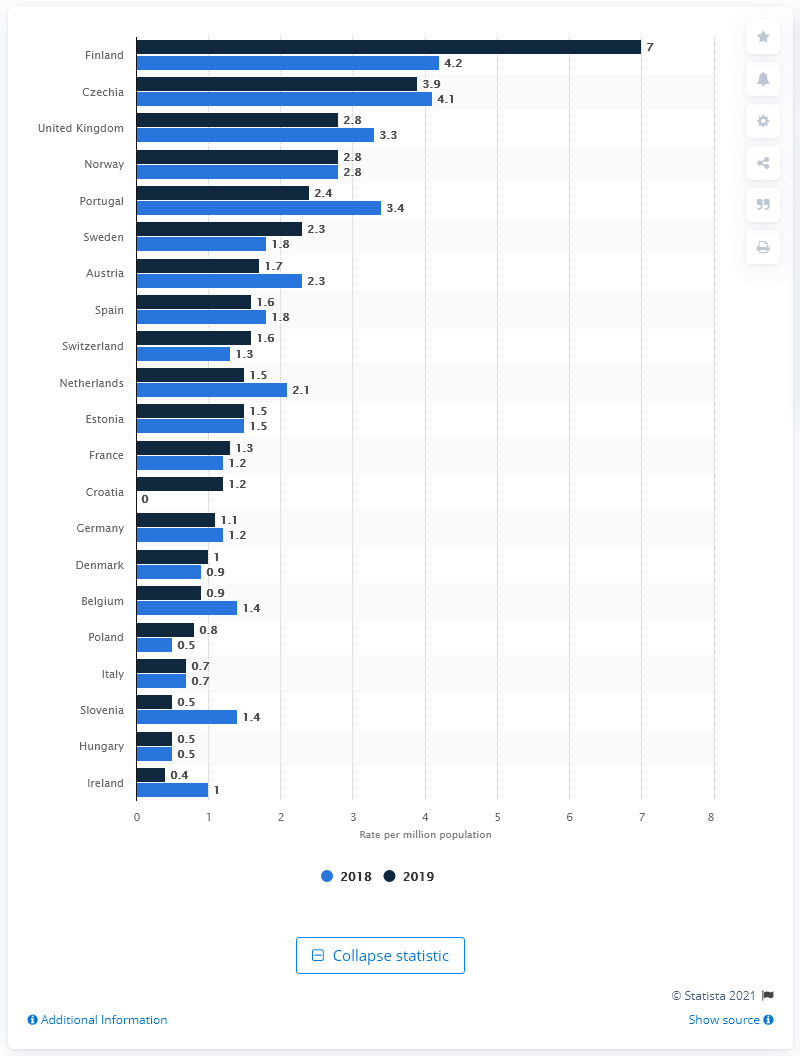 Finland 7
4.2
Czechia 3.9
4.1
United Kingdom 2.8
3.3
Norway 2.8
2.8
Portugal 2.4
3.4
Sweden 2.3
1.8
Austria 1.7
2.3
Spain 1.6
1.8
Switzerland 1.6
1.3
Netherlands 1.5
2.1
Estonia 1.5
1.5
France 1.3
1.2
Croatia 1.2
0
Germany 1.1
1.2
Denmark 1
0.9
Belgium 0.9
1.4
Poland 0.8
0.5
Italy 0.7
0.7
Slovenia 0.5
1.4
Hungary 0.5
0.5
Ireland 0.4
1
0 1 2 3 4 5 6 7 8
Rate per million population
2018 2019
Collapse statistic
© Statista 2021
Additional Information Show source